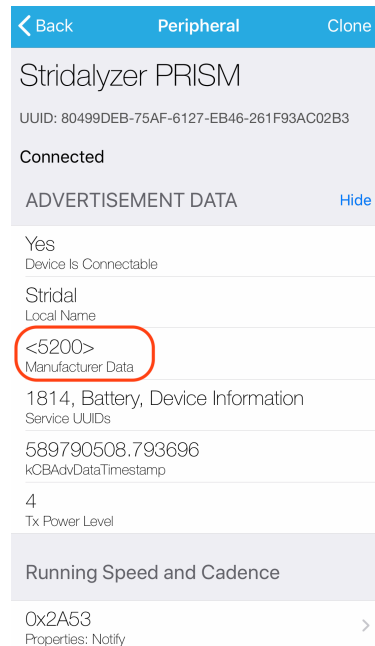 Back Peripheral Clone
Stridalyzer PRISM
UUID: 80499DEB-75AF-6127-EB46-261F93AC02B3
Connected
ADVERTISEMENT DATA Hide
Yes
Device Is Connectable
Stridal
Local Name
<5200>
Manufacturer Data
1814, Battery, Device Information
Service UUIDs
589790508.793696
kCBAdvDataTimestamp
4
Tx Power Level
Running Speed and Cadence
0x2A53
Properties: Notify